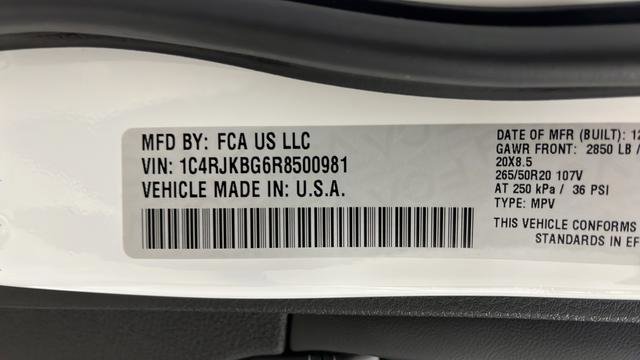 MFD BY: FCA US LLC
VIN: 1C4RJKBG6R8500981
VEHICLE MADE IN: U.S.A.
DATE OF MFR (BUILT): 12
GAWR FRONT: 2850 LB /
20X8.5
265/50R20 107V
AT 250 kPa / 36 PSI
TYPE: MPV
THIS VEHICLE CONFORMS
STANDARDS IN EF